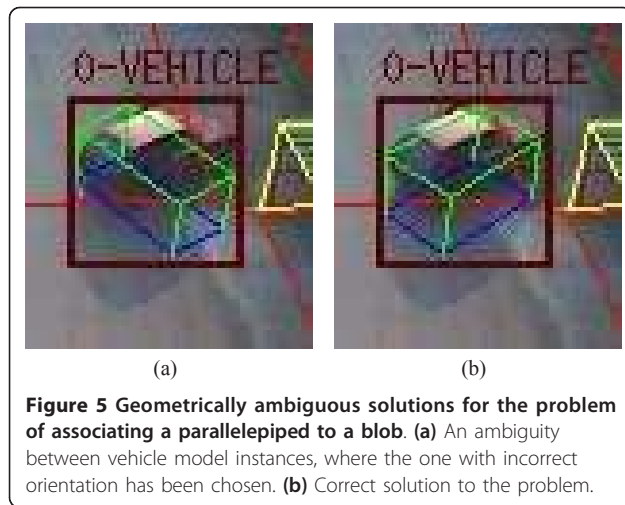 0-VEHICLE 0-VEHICLE
(a) (b)
Figure 5 Geometrically ambiguous solutions for the problem
of associating a parallelepiped to a blob. (a) An ambiguity
between vehicle model instances, where the one with incorrect
orientation has been chosen. (b) Correct solution to the problem.